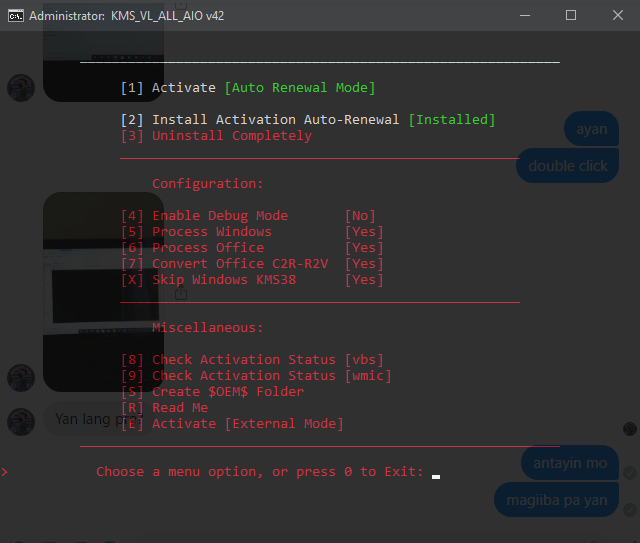 Administrator: KMS_VL_ALL_AIO v42
[1] Activate [Auto Renewal Mode]
ayan
[2] Install Activation Auto-Renewal [Installed]
[3] Uninstall Completely
double click
Configuration:
[4] Enable Debug Mode [No]
[5] Process Windows [Yes]
[6] Process Office [Yes]
[7] Convert Office C2R-R2V [Yes]
[X] Skip Windows KMS38 [Yes]
Miscellaneous:
[8] Check Activation Status [vbs]
[9] Check Activation Status [wmic]
[S] Create $OEM$ Folder
[R] Read Me
Yan lang
[E] Activate [External Mode]
antayin mo
> Choose a menu option, or press 0 to Exit:
magiiba pa yan